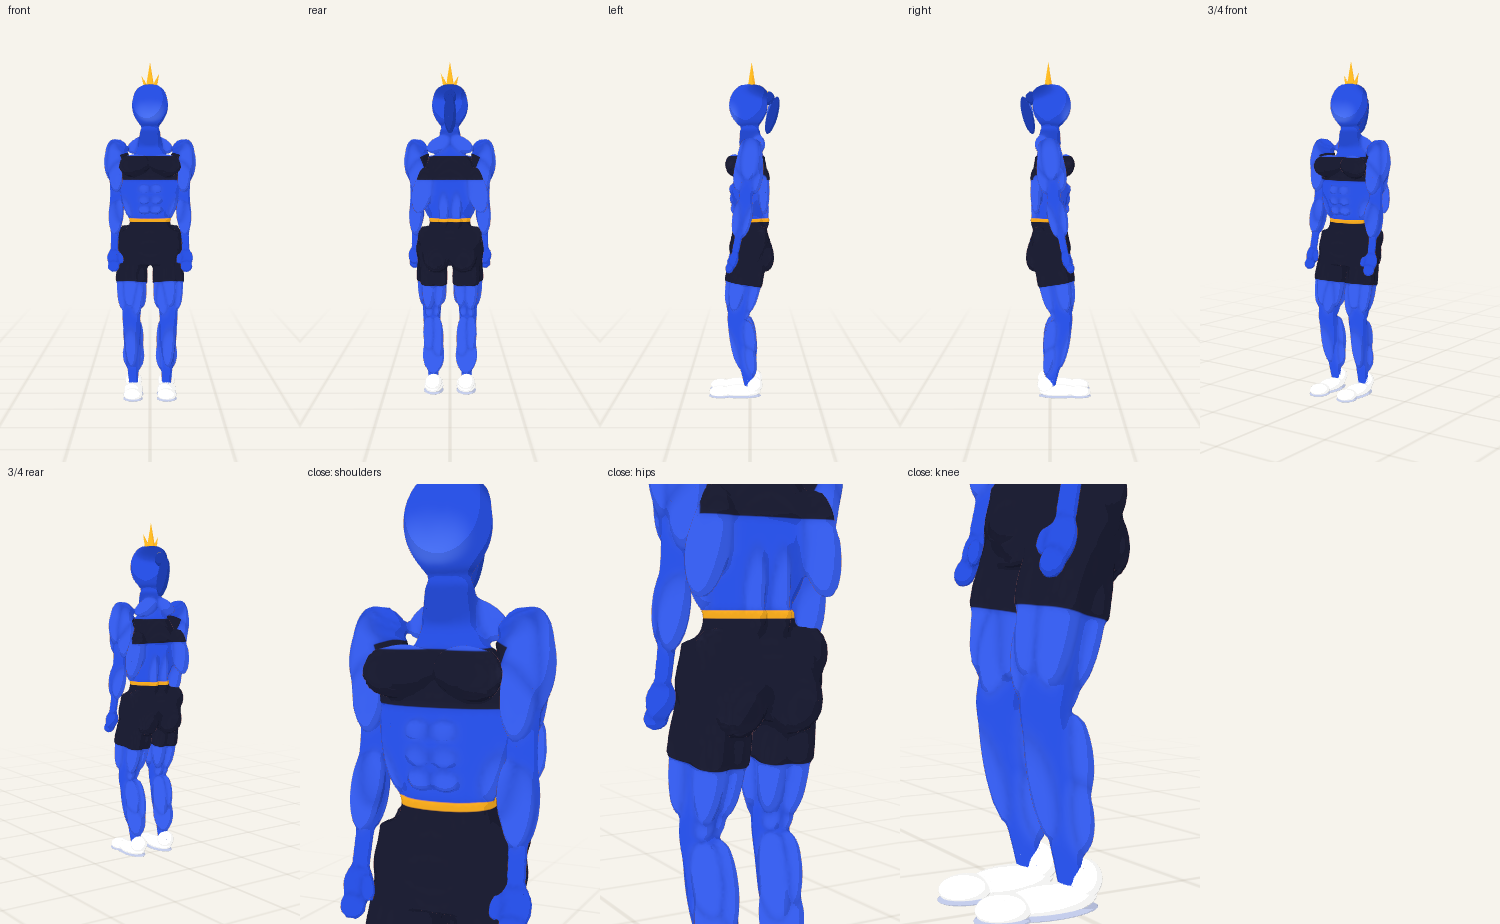 front
rear
left
right
3/4 front
3/4 rear
close: shoulders
close: hips
close: knee